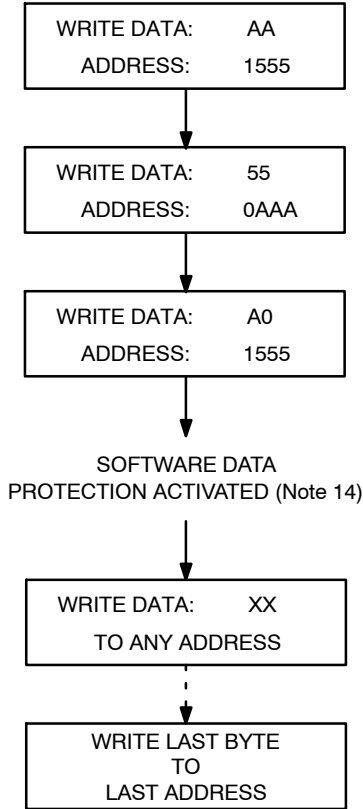 WRITE DATA: AA
ADDRESS: 1555
WRITE DATA: 55
ADDRESS: 0AAA
WRITE DATA: A0
ADDRESS: 1555
SOFTWARE DATA
PROTECTION ACTIVATED (Note 14)
WRITE DATA: XX
TO ANY ADDRESS
WRITE LAST BYTE
TO
LAST ADDRESS